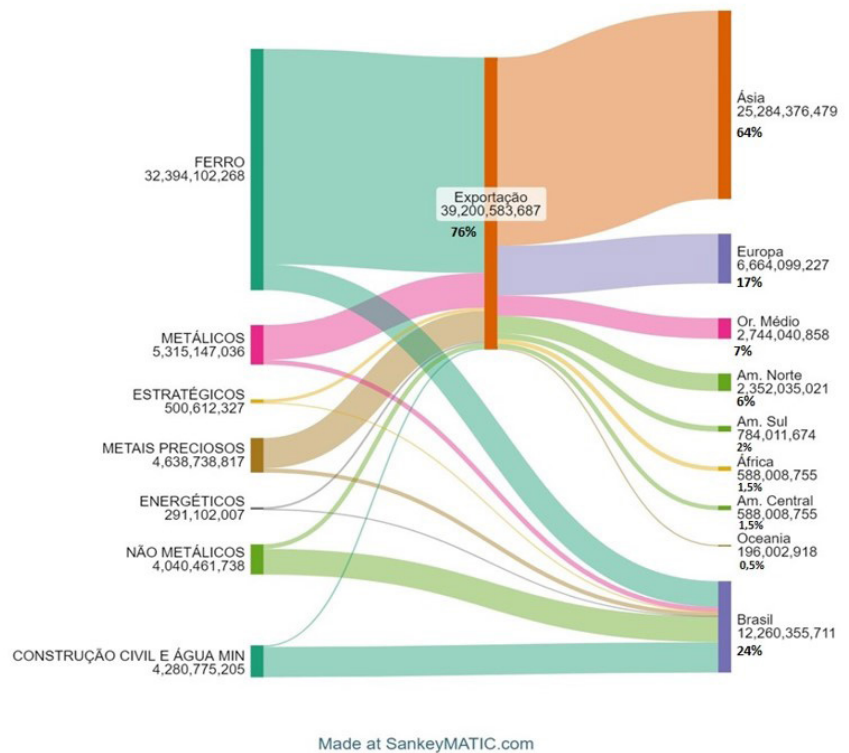 FERRO
32,394,102,268
METÁLICOS
5,315,147,036
ESTRATÉGICOS
500,612,327
METAIS PRECIOSOS
4,638,738,817
ENERGÉTICOS
291,102,007
NÃO METÁLICOS
4,040,461,738
CONSTRUÇÃO CIVIL E ÁGUA MIN
4,280,775,205
Exportação
39,200,583,687
76%
Ásia
25,284,376,479
64%
Europa
6,664,099,227
17%
Or. Médio
2,744,040,858
7%
Am. Norte
2,352,035,021
6%
Am. Sul
784,011,674
2%
África
588,008,755
1,5%
Am. Central
588,008,755
1,5%
Oceania
196,002,918
0,5%
Brasil
12,260,355,711
24%
Made at SankeyMATIC.com